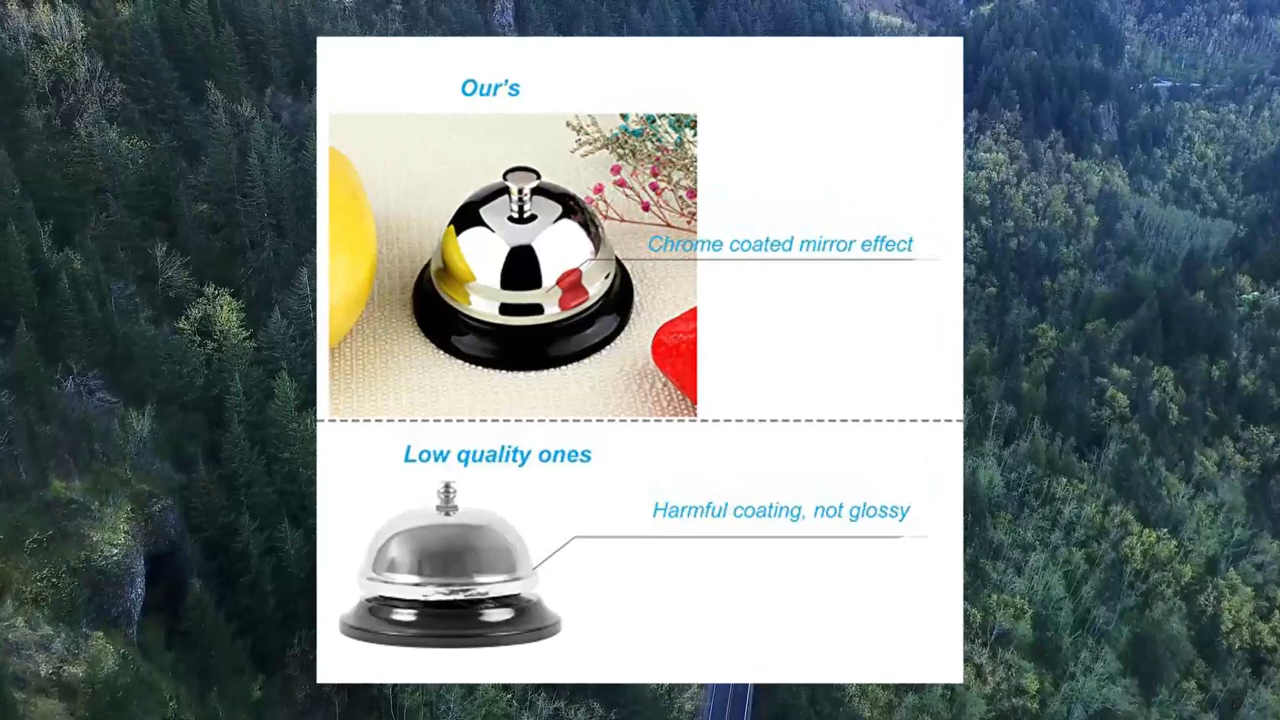 Our's
Chrome coated mirror effect
Low quality ones
Harmful coating, not glossy